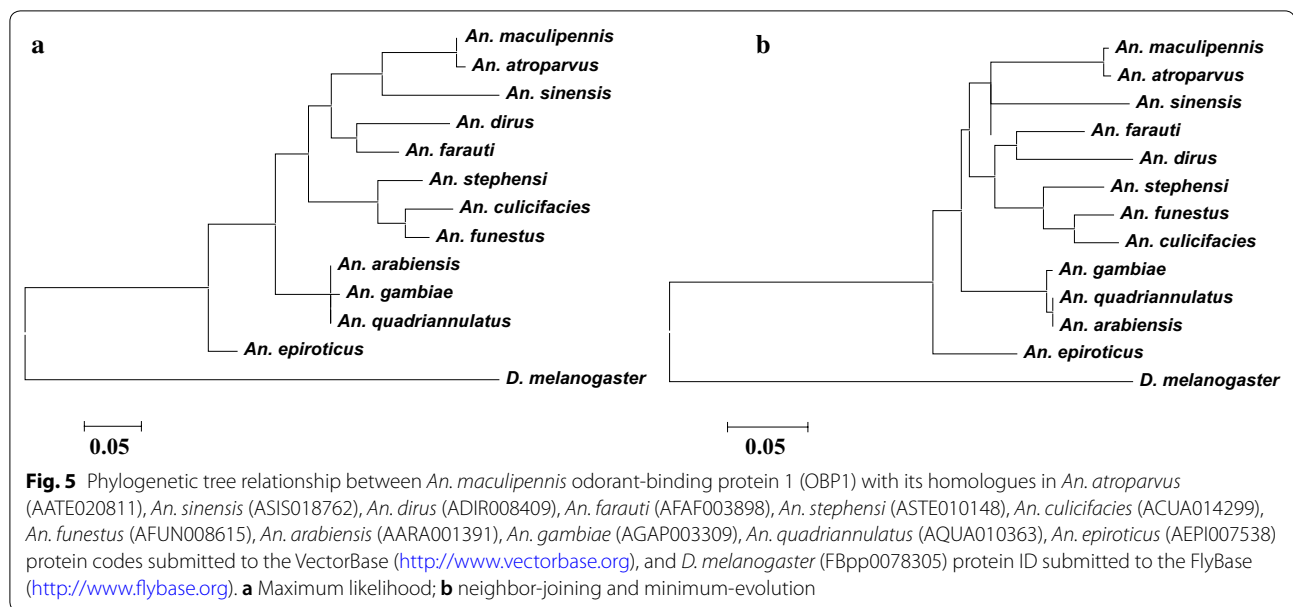 a
An. maculipennis
An. atroparvus
An. sinensis
An. dirus
An. farauti
An. stephensi
An. culicifacies
An. funestus
An. arabiensis
An. gambiae
An. quadriannulatus
An. epiroticus
D. melanogaster
0.05
b
An. maculipennis
An. atroparvus
An. sinensis
An. farauti
An. dirus
An. stephensi
An. funestus
An. culicifacies
An. gambiae
An. quadriannulatus
An. arabiensis
An. epiroticus
D. melanogaster
0.05
Fig. 5 Phylogenetic tree relationship between An. maculipennis odorant-binding protein 1 (OBP1) with its homologues in An. atroparvus
(AATE020811), An. sinensis (ASIS018762), An. dirus (ADIR008409), An. farauti (AFAF003898), An. stephensi (ASTE010148), An. culicifacies (ACUA014299),
An. funestus (AFUN008615), An. arabiensis (AARA001391), An. gambiae (AGAP003309), An. quadriannulatus (AQUA010363), An. epiroticus (AEPI007538)
protein codes submitted to the VectorBase (http://www.vectorbase.org), and D. melanogaster (FBpp0078305) protein ID submitted to the FlyBase
(http://www.flybase.org). a Maximum likelihood; b neighbor-joining and minimum-evolution